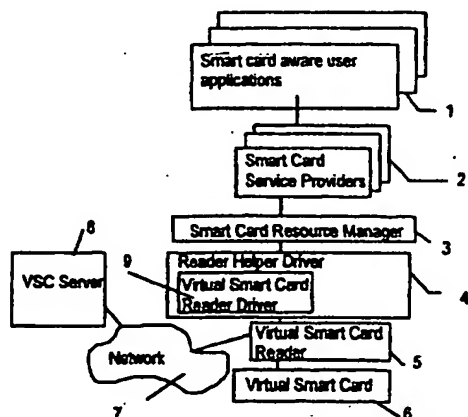 Smart card aware user
applications
1
Smart Card
Service Providers
2
Smart Card Resource Manager
3
8
VSC Server
9
Reader Helper Driver
Virtual Smart Card
Reader Driver
4
Virtual Smart Card
Reader
5
Network
Virtual Smart Card
7
6